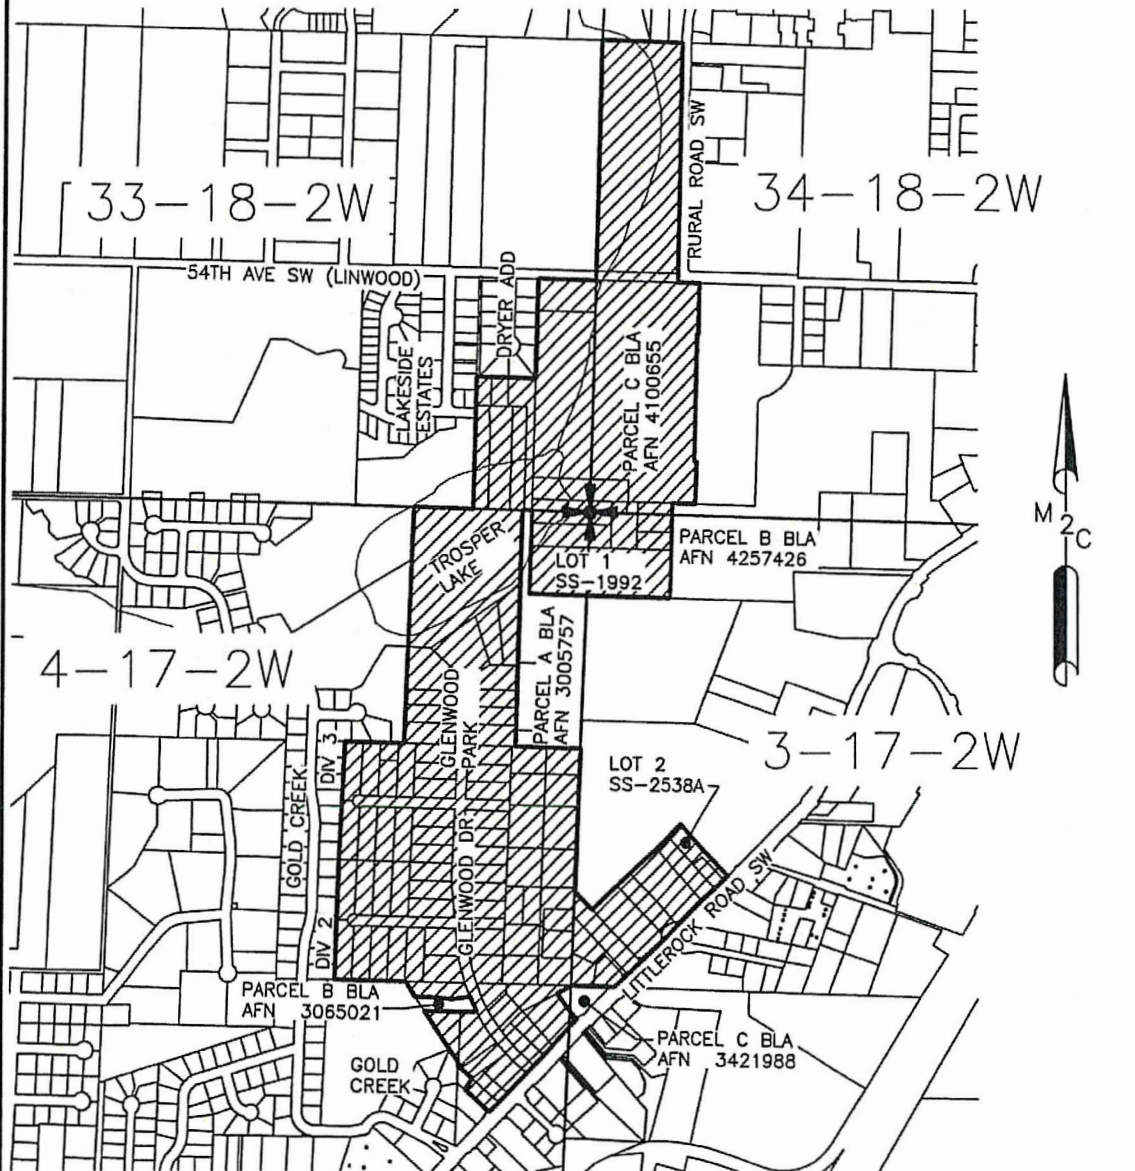 RURAL ROAD SW
33-18-2W
34-18-2W
54TH AVE SW (LINWOOD)
DRYER ADD
LAKESIDE
ESTATES
PARCEL C BLA
AFN 4100655
M2C
TROSPER
LAKE
LOT 1
SS-1992
PARCEL B BLA
AFN 4257426
PARCEL A BLA
AFN 3005757
4-17-2W
GLENWOOD
PARK
3-17-2W
LOT 2
SS-2538A
GOLD CREEK
DIV 3
DIV 2
GLENWOOD DR
LITTLEROCK ROAD SW
PARCEL B BLA
AFN 3065021
PARCEL C BLA
AFN 3421988
GOLD
CREEK